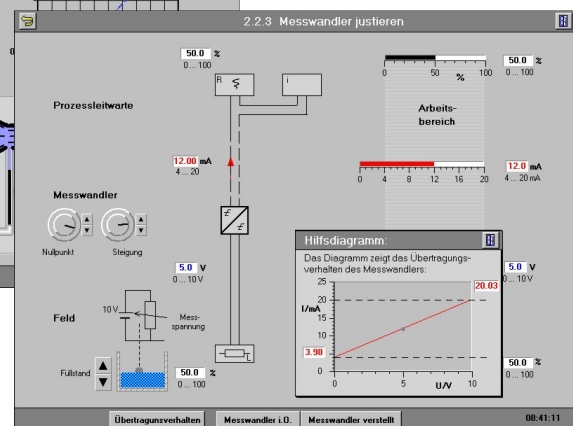 2.2.3 Messwandler justieren
50.0 %
0 ... 100
R
i
50.0 %
0 50 100
%
0 ... 100
Prozessleitwarte
Arbeits-
bereich
12.00 mA
4 ... 20
12.0 mA
0 4 8 12 16 20
4 ... 20 mA
Messwandler
Nullpunkt Steigung
5.0 V
0 ... 10 V
Hilfsdiagramm:
Das Diagramm zeigt das Übertragungs-
verhalten des Messwandlers:
25
20
15
10
5
0
I/mA
20.03
3.98
0 5 10
U/V
5.0 V
0 ... 10 V
Feld
10 V
Mess-
spannung
Füllstand
50.0 %
0 ... 100
50.0 %
0 ... 100
Übertragunsverhalten Messwandler i.O. Messwandler verstellt 08:41:11